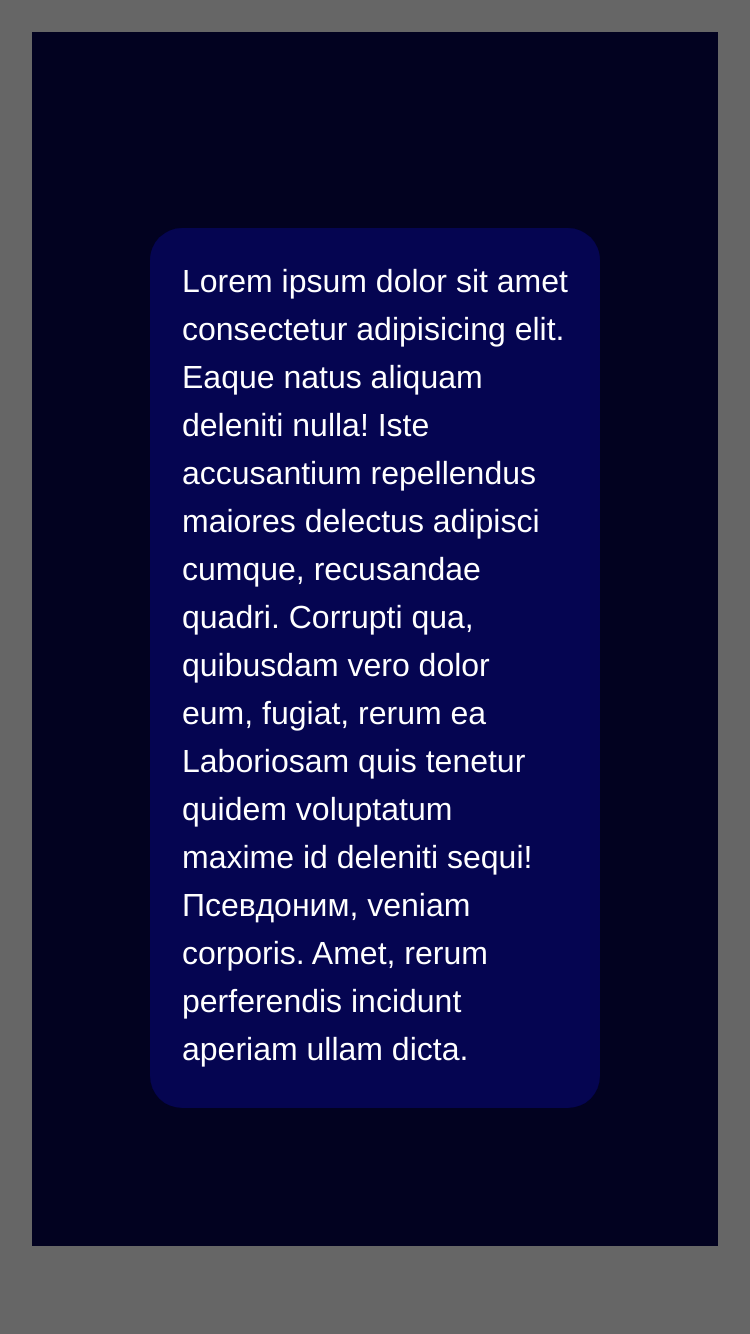 Lorem ipsum dolor sit amet
consectetur adipisicing elit.
Eaque natus aliquam
deleniti nulla! Iste
accusantium repellendus
maiores delectus adipisci
cumque, recusandae
quadri. Corrupti qua,
quibusdam vero dolor
eum, fugiat, rerum ea
Laboriosam quis tenetur
quidem voluptatum
maxime id deleniti sequi!
Псевдоним, veniam
corporis. Amet, rerum
perferendis incidunt
aperiam ullam dicta.